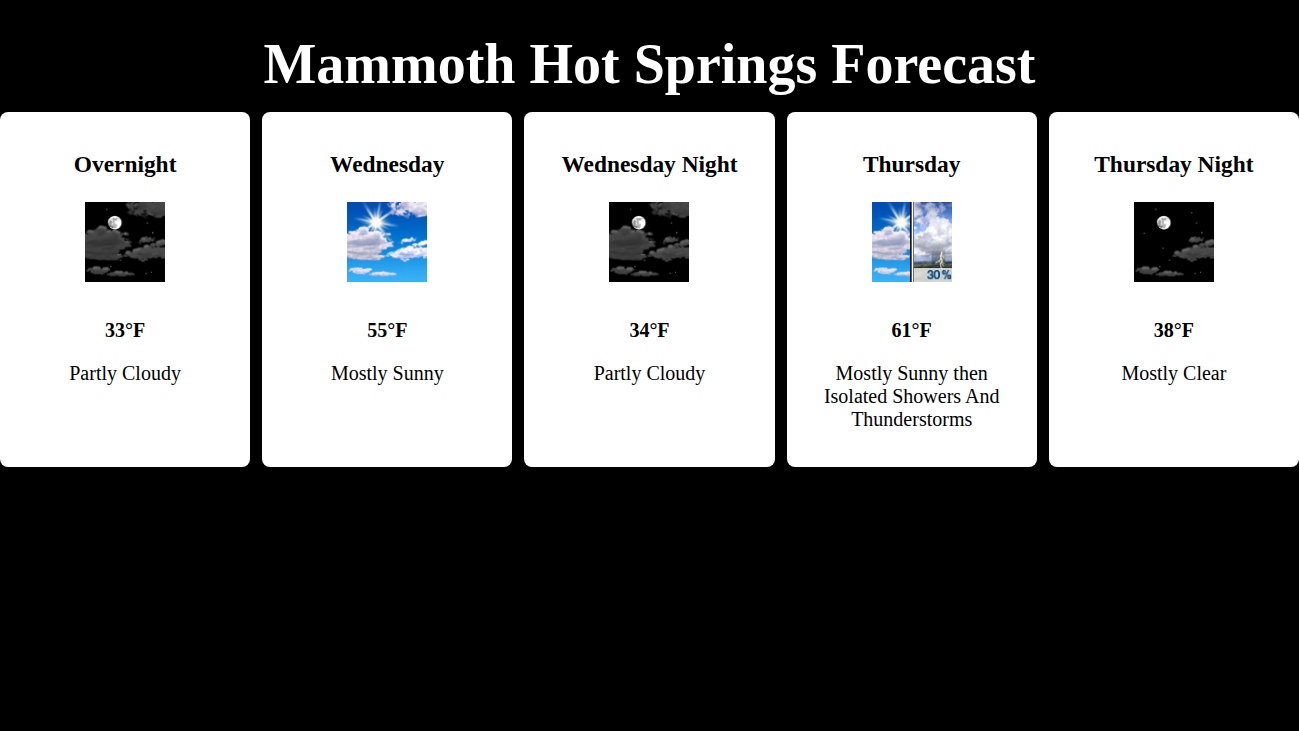 Mammoth Hot Springs Forecast
Overnight
33°F
Partly Cloudy
Wednesday
55°F
Mostly Sunny
Wednesday Night
34°F
Partly Cloudy
Thursday
30%
61°F
Mostly Sunny then
Isolated Showers And
Thunderstorms
Thursday Night
38°F
Mostly Clear